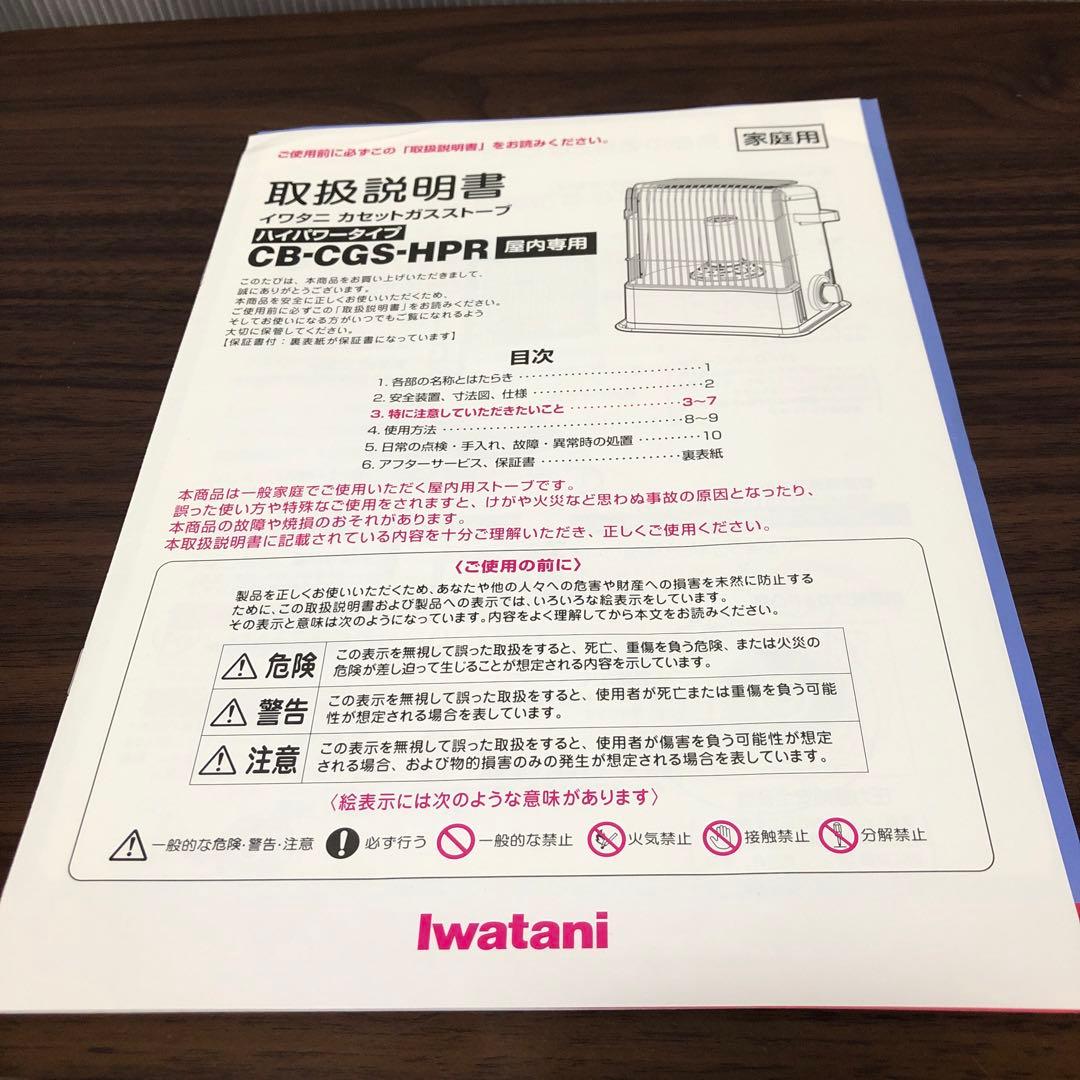 ご使用前に必ずこの「取扱説明書」をお読みください。
家庭用
取扱説明書
イワタニ カセットガスストーブ
ハイパワータイプ
CB-CGS-HPR 屋内専用
このたびは、本商品をお買い上げいただきまして、
誠にありがとうございます。
本商品を安全に正しくお使いいただくため、
ご使用前に必ずこの「取扱説明書」をお読みください。
そしてお使いになる方がいつでもご覧になれるよう
大切に保管してください。
【保証書付：裏表紙が保証書になっています】
目次
1. 各部の名称とはたらき ・・・・・・・・・・・・・・・・・・・・・・・・・・・ 1
2. 安全装置、寸法図、仕様 ・・・・・・・・・・・・・・・・・・・・・・・・・ 2
3. 特に注意していただきたいこと ・・・・・・・・・・・・・・・・ 3〜7
4. 使用方法 ・・・・・・・・・・・・・・・・・・・・・・・・・・・・・・・・・・・ 8〜9
5. 日常の点検・手入れ、故障・異常時の処置 ・・・・・・・・・ 10
6. アフターサービス、保証書 ・・・・・・・・・・・・・・・・・・・・ 裏表紙
本商品は一般家庭でご使用いただく屋内用ストーブです。
誤った使い方や特殊なご使用をされますと、けがや火災など思わぬ事故の原因となったり、
本商品の故障や焼損のおそれがあります。
本取扱説明書に記載されている内容を十分ご理解いただき、正しくご使用ください。
〈ご使用の前に〉
製品を正しくお使いいただくため、あなたや他の人々への危害や財産への損害を未然に防止する
ために、この取扱説明書および製品への表示では、いろいろな絵表示をしています。
その表示と意味は次のようになっています。内容をよく理解してから本文をお読みください。
危険 この表示を無視して誤った取扱をすると、死亡、重傷を負う危険、または火災の
危険が差し迫って生じることが想定される内容を示しています。
警告 この表示を無視して誤った取扱をすると、使用者が死亡または重傷を負う可能
性が想定される場合を表しています。
注意 この表示を無視して誤った取扱をすると、使用者が傷害を負う可能性が想定
される場合、および物的損害のみの発生が想定される場合を表しています。
〈絵表示には次のような意味があります〉
一般的な危険・警告・注意 必ず行う 一般的な禁止 火気禁止 接触禁止 分解禁止
Iwatani